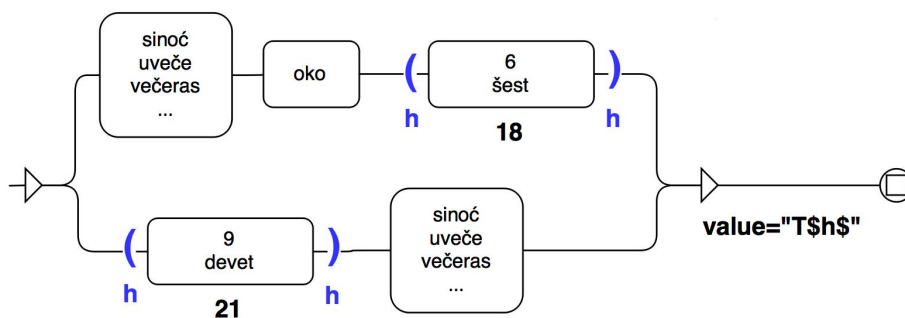 sinoć
uveče
večeras
...
oko
(
6
šest
)
h
h
18
(
9
devet
)
h
h
21
sinoć
uveče
večeras
...
value="T$h$"